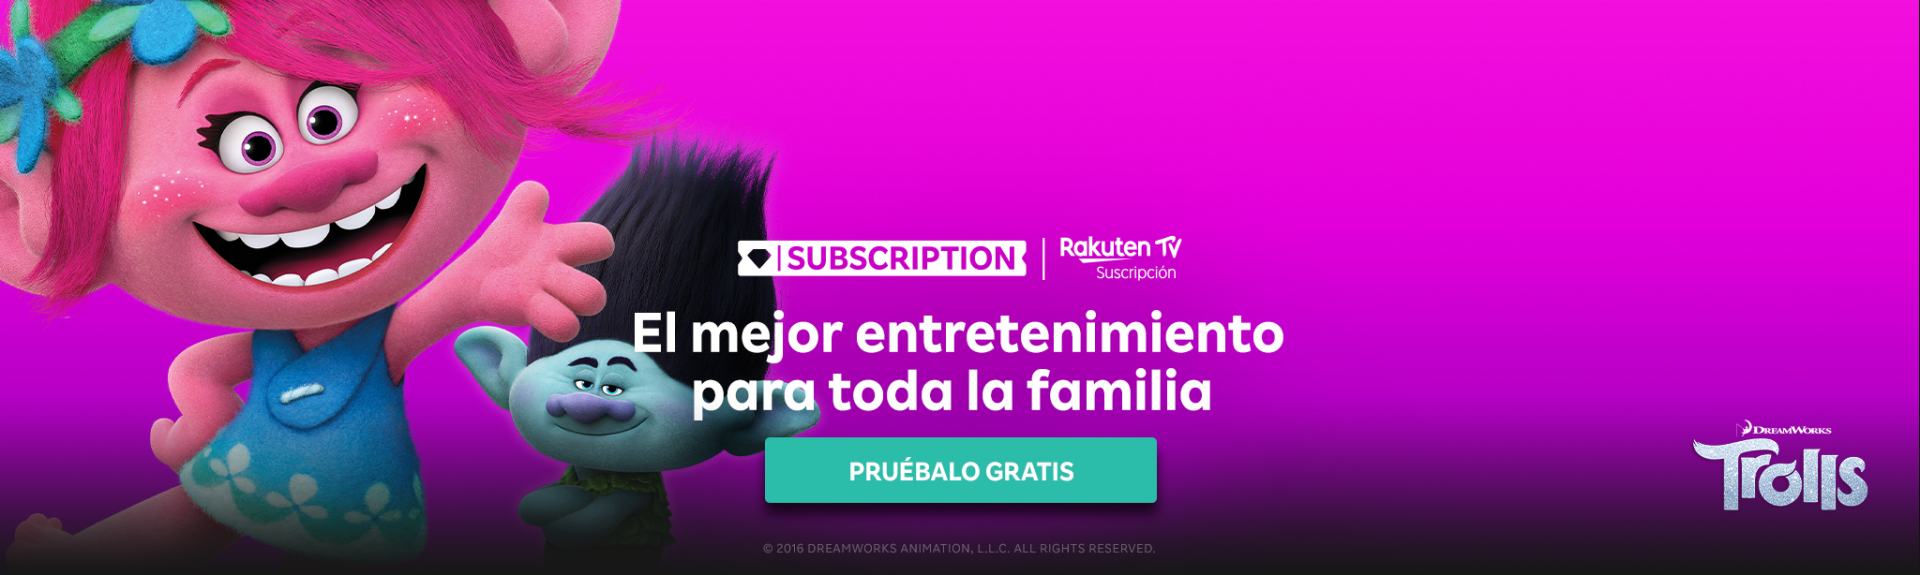 SUBSCRIPTION
Rakuten TV
Suscripción
El mejor entretenimiento
para toda la familia
PRUÉBALO GRATIS
DREAMWORKS
Trolls
© 2016 DREAMWORKS ANIMATION, L.L.C. ALL RIGHTS RESERVED.